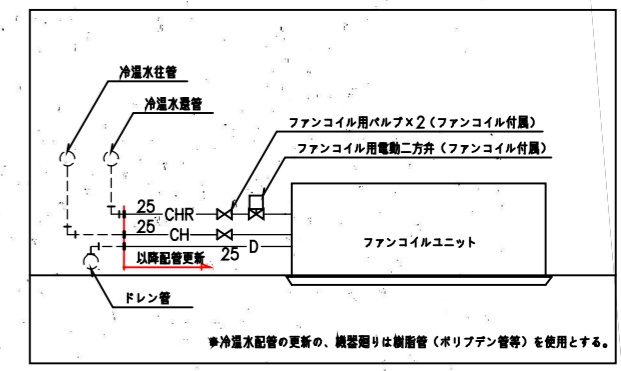 冷温水往管
冷温水還管
ファンコイル用バルブ×2(ファンコイル付属)
ファンコイル用電動二方弁(ファンコイル付属)
25
CHR
25
CH
ファンコイルユニット
25
D
以降配管更新
ドレン管
※冷温水配管の更新の、機器廻りは樹脂管(ポリブデン管等)を使用とする。